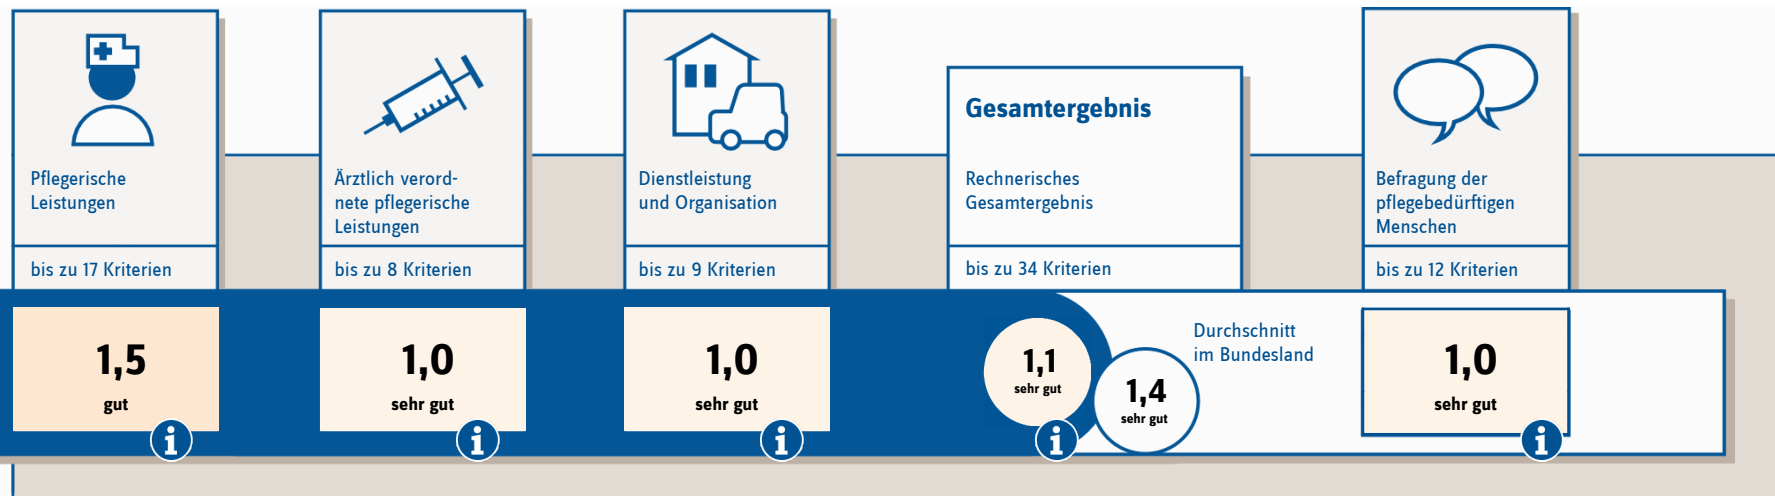 Pflegerische
Leistungen
bis zu 17 Kriterien
1,5
gut
Ärztlich verord-
nete pflegerische
Leistungen
bis zu 8 Kriterien
1,0
sehr gut
Dienstleistung
und Organisation
bis zu 9 Kriterien
1,0
sehr gut
Gesamtergebnis
Rechnerisches
Gesamtergebnis
bis zu 34 Kriterien
1,1
sehr gut
1,4
sehr gut
Durchschnitt
im Bundesland
Befragung der
pflegebedürftigen
Menschen
bis zu 12 Kriterien
1,0
sehr gut